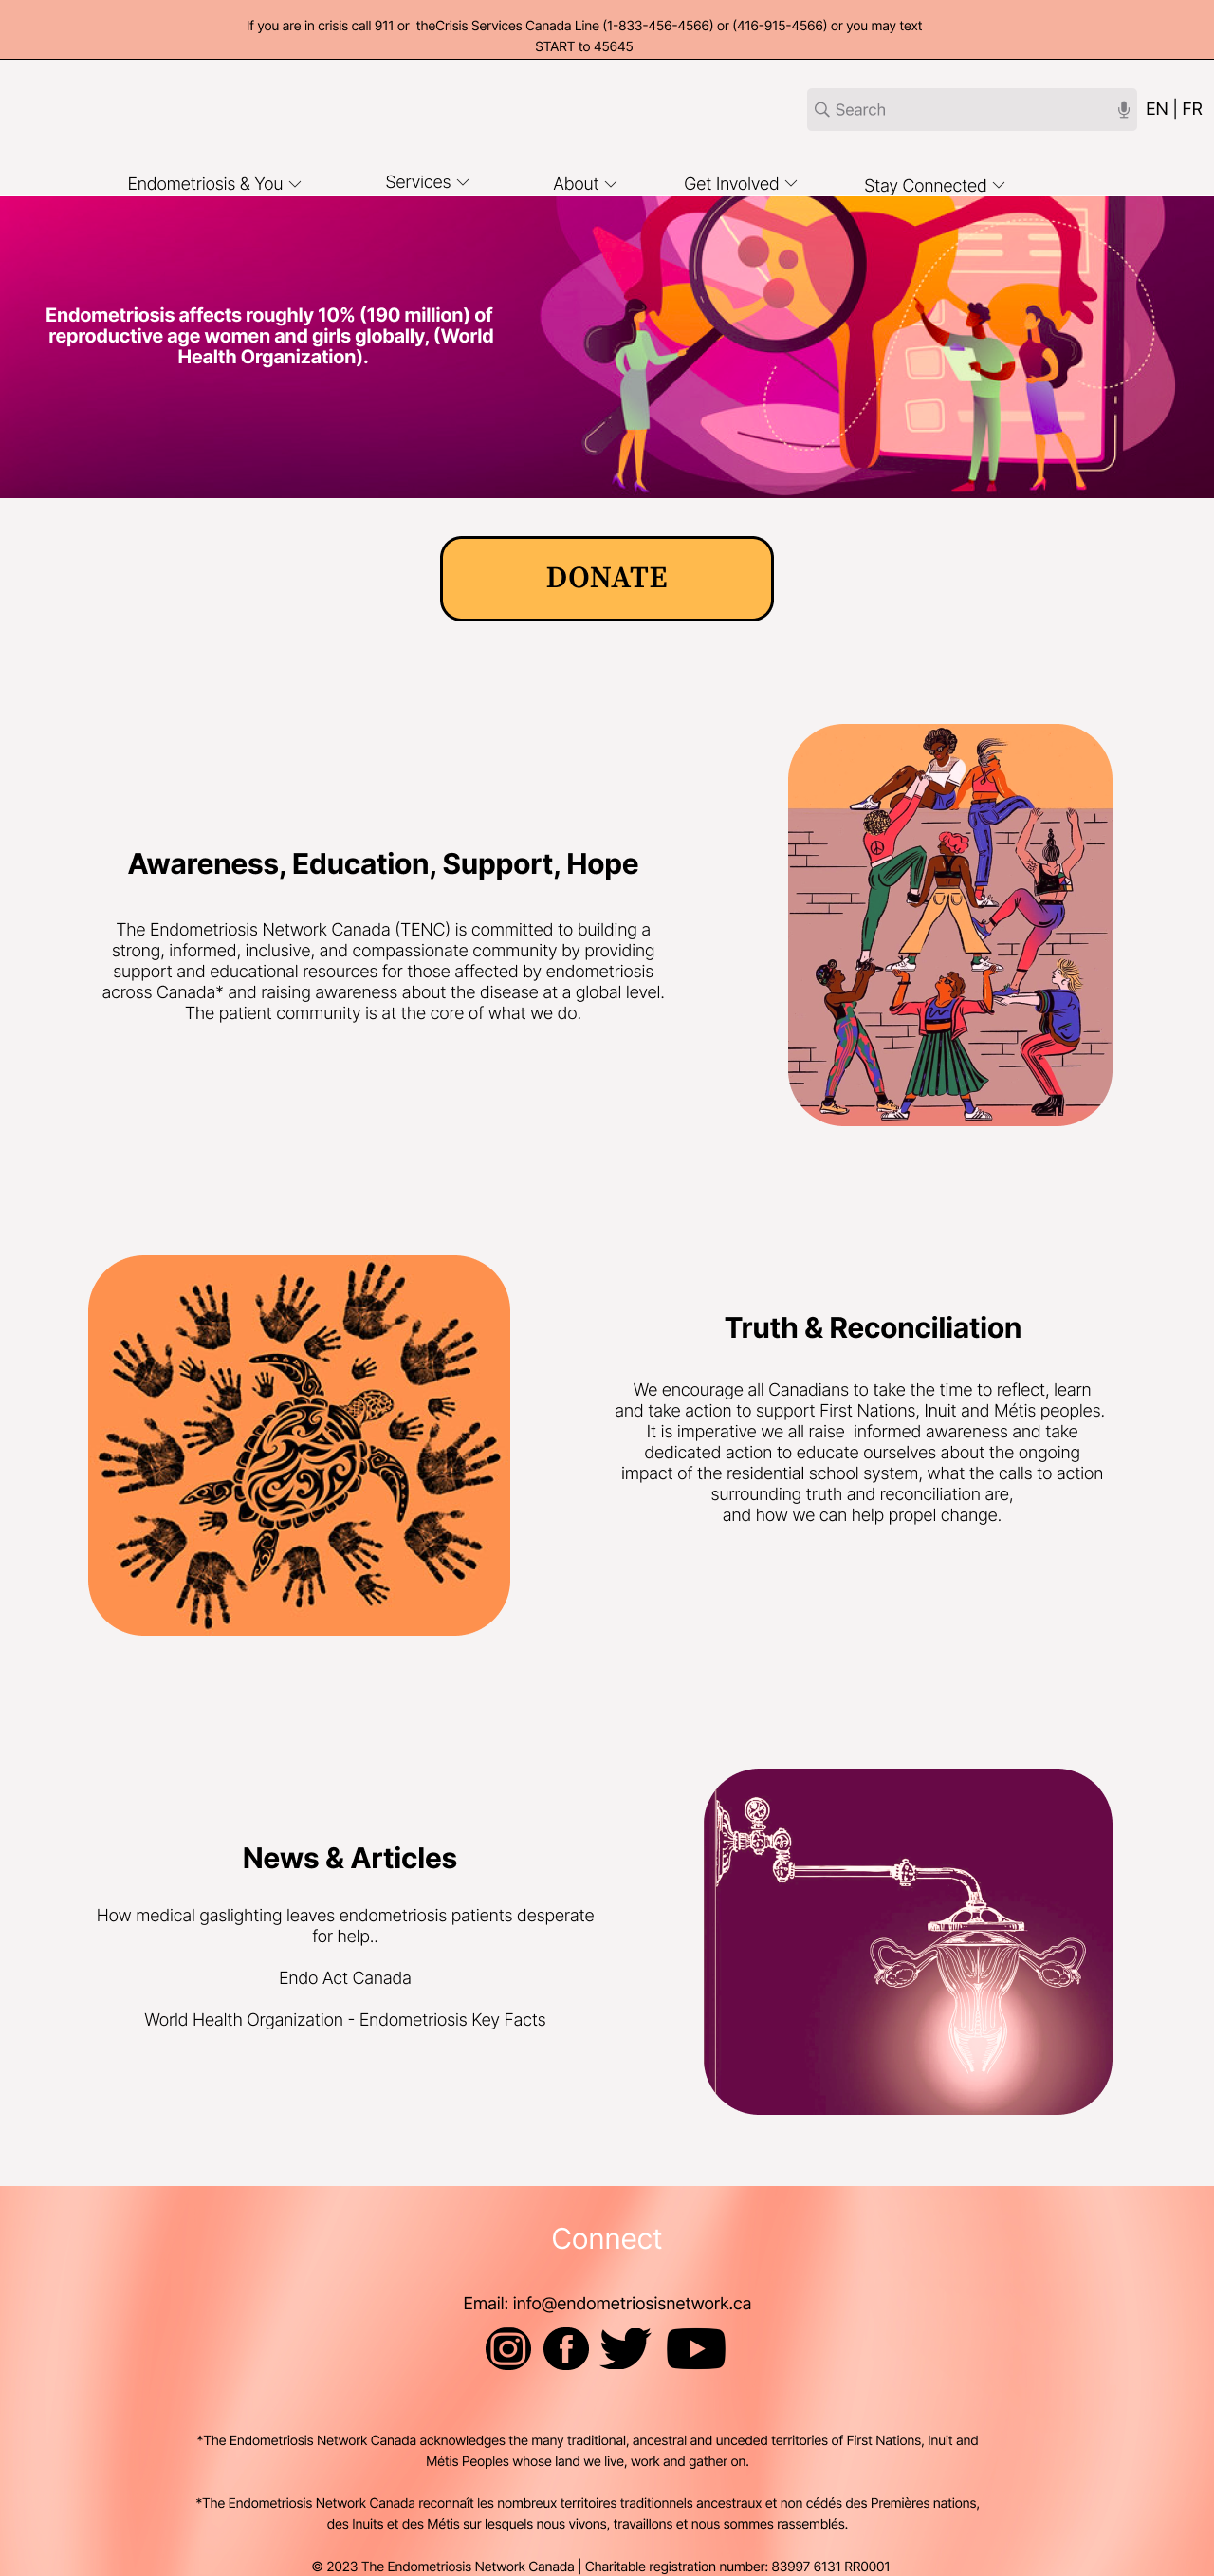 If you are in crisis call 911 or  theCrisis Services Canada Line (1-833-456-4566) or (416-915-4566) or you may text
START to 45645
Search
EN | FR
Endometriosis & You
Services
About
Get Involved
Stay Connected
Endometriosis affects roughly 10% (190 million) of
reproductive age women and girls globally, (World
Health Organization).
DONATE
Awareness, Education, Support, Hope
The Endometriosis Network Canada (TENC) is committed to building a
strong, informed, inclusive, and compassionate community by providing
support and educational resources for those affected by endometriosis
across Canada* and raising awareness about the disease at a global level.
The patient community is at the core of what we do.
Truth & Reconciliation
We encourage all Canadians to take the time to reflect, learn
and take action to support First Nations, Inuit and Métis peoples.
It is imperative we all raise  informed awareness and take
dedicated action to educate ourselves about the ongoing
impact of the residential school system, what the calls to action
surrounding truth and reconciliation are,
and how we can help propel change.
News & Articles
How medical gaslighting leaves endometriosis patients desperate
for help..
Endo Act Canada
World Health Organization - Endometriosis Key Facts
Connect
Email: info@endometriosisnetwork.ca
*The Endometriosis Network Canada acknowledges the many traditional, ancestral and unceded territories of First Nations, Inuit and
Métis Peoples whose land we live, work and gather on.
*The Endometriosis Network Canada reconnaît les nombreux territoires traditionnels ancestraux et non cédés des Premières nations,
des Inuits et des Métis sur lesquels nous vivons, travaillons et nous sommes rassemblés.
© 2023 The Endometriosis Network Canada | Charitable registration number: 83997 6131 RR0001